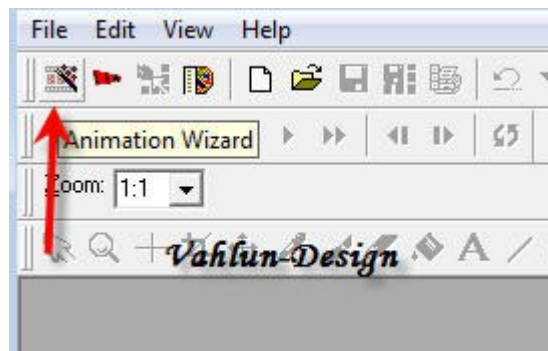 File Edit View Help
Animation Wizard
Zoom: 1:1
Vahlun-Design
A